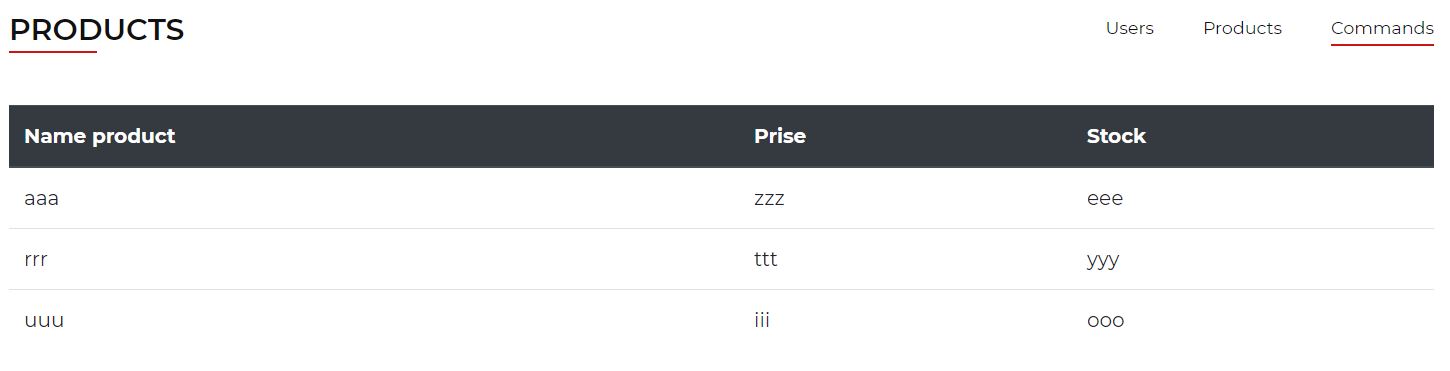 PRODUCTS Users Products Commands
Name product Prise Stock
aaa zzz eee
rrr ttt yyy
uuu iii ooo